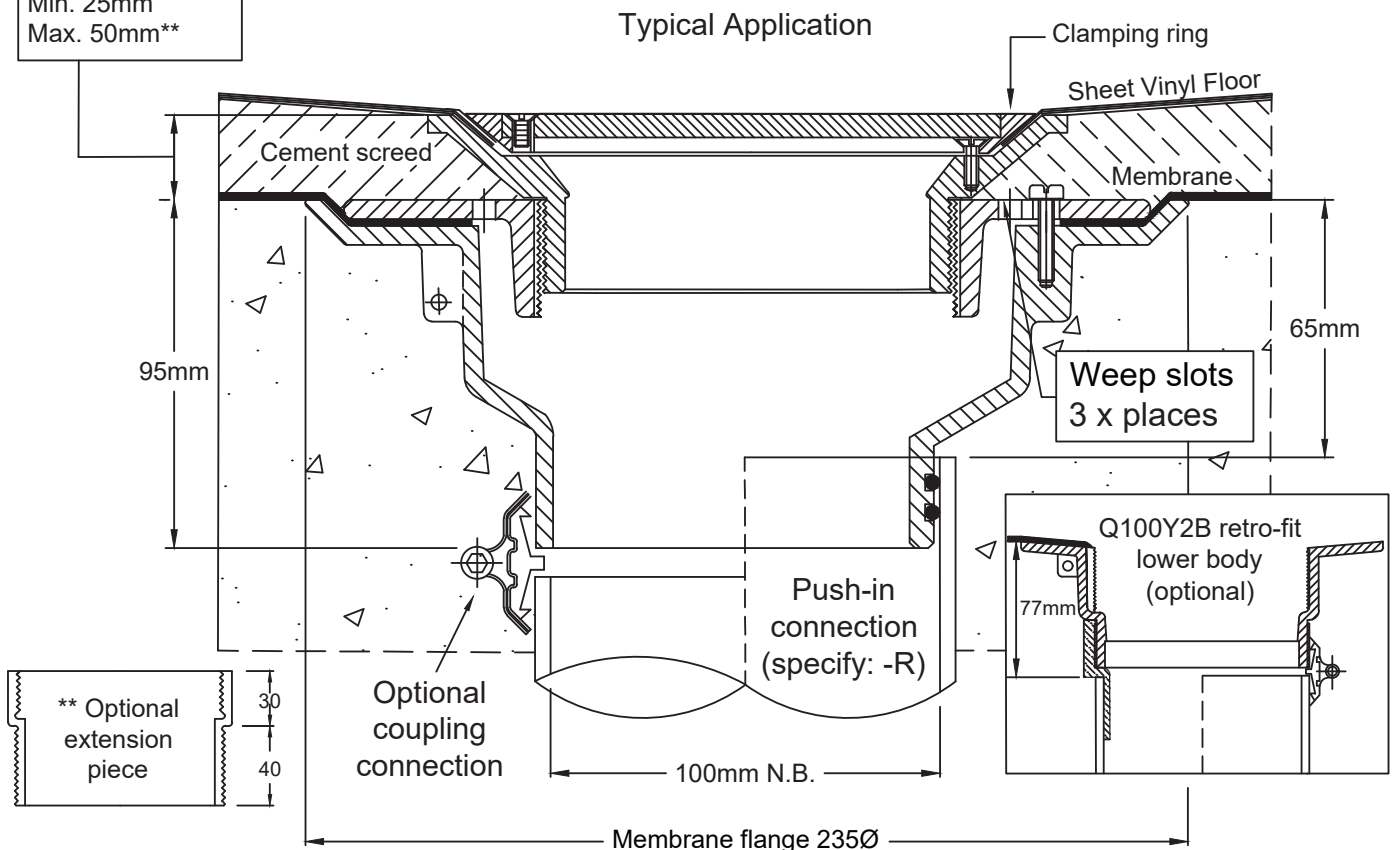 Min. 25mm
Max. 50mm**
Typical Application
Clamping ring
Sheet Vinyl Floor
Cement screed
Membrane
95mm
65mm
Weep slots
3 x places
Q100Y2B retro-fit
lower body
(optional)
77mm
Push-in
connection
(specify: -R)
Optional
coupling
connection
** Optional
extension
piece
30
40
100mm N.B.
Membrane flange 235Ø